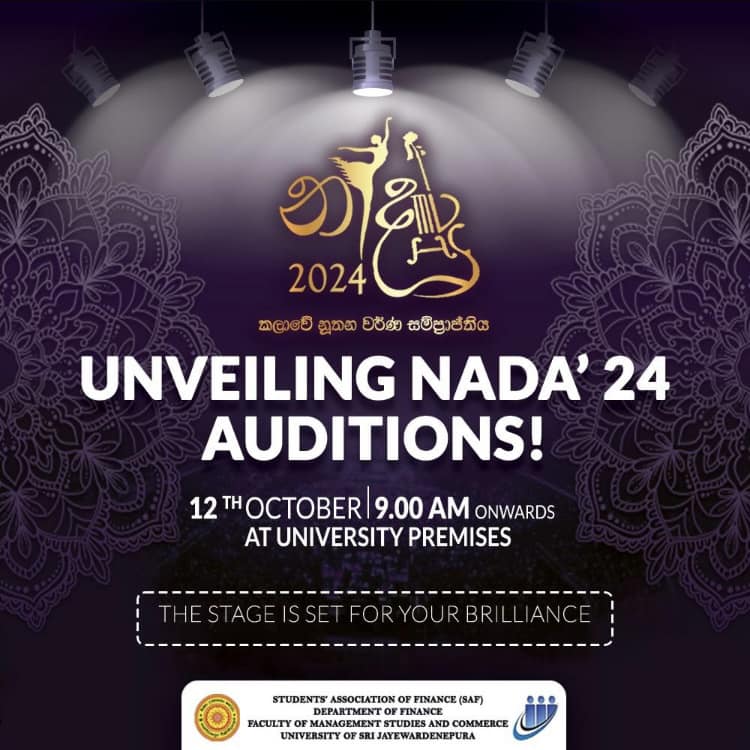 නාද
2024
කලාවේ නූතන වර්ණ සම්ප්‍රාප්තිය
UNVEILING NADA’ 24
AUDITIONS!
12 TH OCTOBER | 9.00 AM ONWARDS
AT UNIVERSITY PREMISES
THE STAGE IS SET FOR YOUR BRILLIANCE
STUDENTS' ASSOCIATION OF FINANCE (SAF)
DEPARTMENT OF FINANCE
FACULTY OF MANAGEMENT STUDIES AND COMMERCE
UNIVERSITY OF SRI JAYEWARDENEPURA